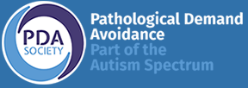 PDA
SOCIETY
Pathological Demand
Avoidance
Part of the
Autism Spectrum